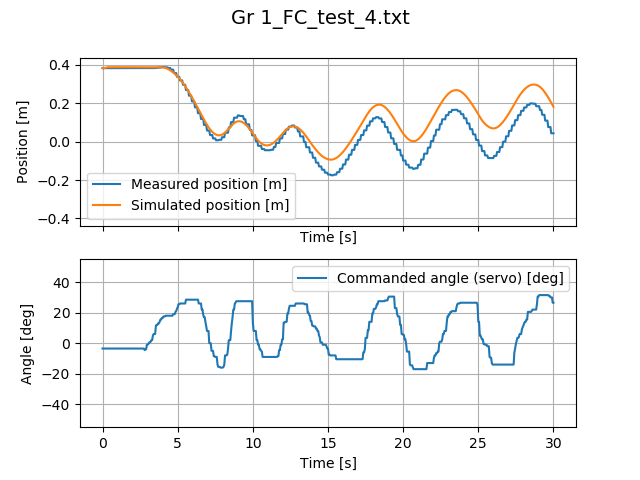 Gr 1_FC_test_4.txt
0.4
0.2
0.0
−0.2
−0.4
Position [m]
Measured position [m]
Simulated position [m]
Time [s]
40
20
0
−20
−40
Angle [deg]
Commanded angle (servo) [deg]
0 5 10 15 20 25 30
Time [s]